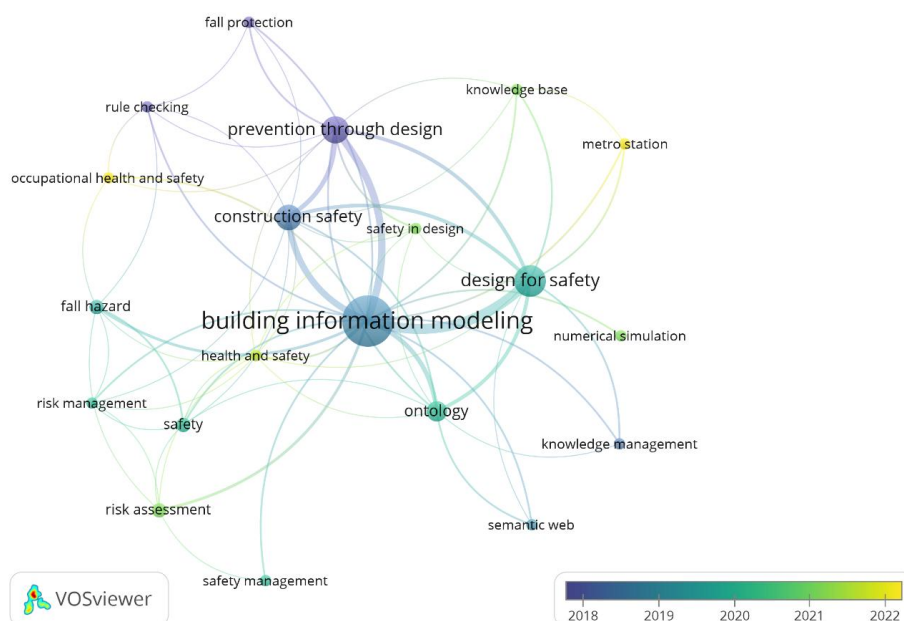 fall protection
knowledge base
rule checking
prevention through design
metro station
occupational health and safety
construction safety
safety in design
design for safety
fall hazard
building information modeling
numerical simulation
health and safety
risk management
ontology
safety
knowledge management
risk assessment
semantic web
safety management
VOSviewer
2018 2019 2020 2021 2022